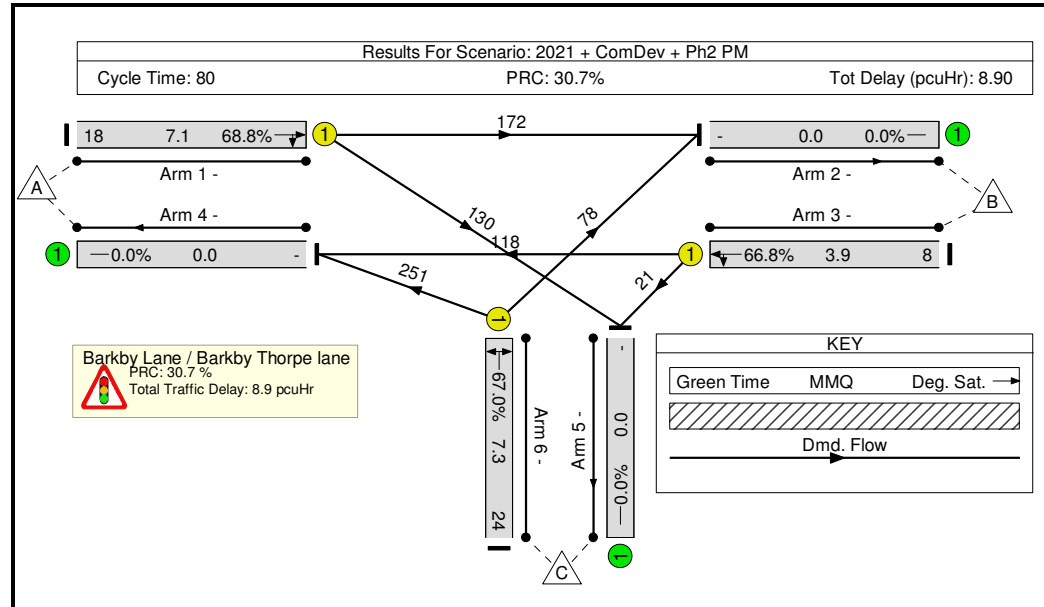 Results For Scenario: 2021 + ComDev + Ph2 PM
Cycle Time: 80 PRC: 30.7% Tot Delay (pcuHr): 8.90
18 7.1 68.8% 1 172 - 0.0 0.0% 1
Arm 1 - Arm 2 -
A B
Arm 4 - 130 78 Arm 3 -
1 0.0% 0.0 - 118 1 66.8% 3.9 8
251 21
1
Barkby Lane / Barkby Thorpe lane
PRC: 30.7 %
Total Traffic Delay: 8.9 pcuHr
67.0% 7.3 24
Arm 6 -
Arm 5 -
- 0.0 0.0%
1
C
KEY
Green Time MMQ Deg. Sat.
Dmd. Flow